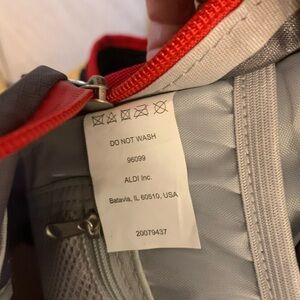 DO NOT WASH
96099
ALDI Inc.
Batavia, IL 60510, USA
20079437